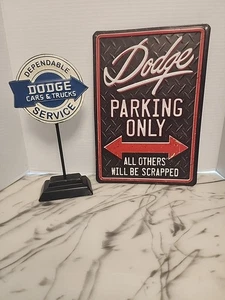 DEPENDABLE
DODGE
CARS & TRUCKS
SERVICE
Dodge
PARKING
ONLY
ALL OTHERS
WILL BE SCRAPPED